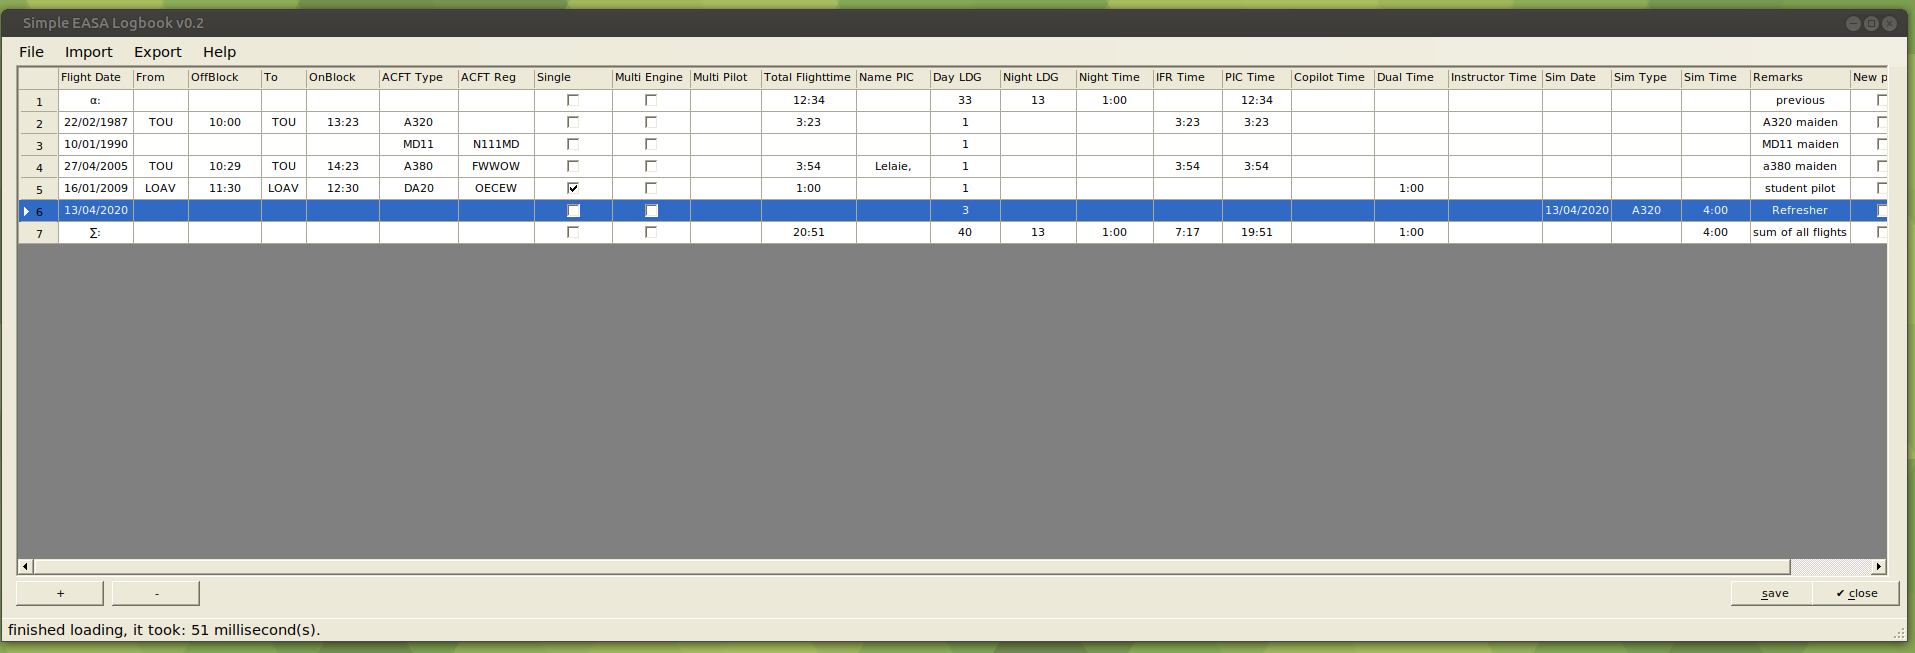 Simple EASA Logbook v0.2
File Import Export Help
Flight Date From OffBlock To OnBlock ACFT Type ACFT Reg Single Multi Engine Multi Pilot Total Flighttime Name PIC Day LDG Night LDG Night Time IFR Time PIC Time Copilot Time Dual Time Instructor Time Sim Date Sim Type Sim Time Remarks New p
1 α: 12:34 33 13 1:00 12:34 previous
2 22/02/1987 TOU 10:00 TOU 13:23 A320 3:23 1 3:23 3:23 A320 maiden
3 10/01/1990 MD11 N111MD 1 MD11 maiden
4 27/04/2005 TOU 10:29 TOU 14:23 A380 FWWOW 3:54 Lelaie, 1 3:54 3:54 a380 maiden
5 16/01/2009 LOAV 11:30 LOAV 12:30 DA20 OECEW ✔ 1:00 1 1:00 student pilot
6 13/04/2020 3 13/04/2020 A320 4:00 Refresher
7 ∑: 20:51 40 13 1:00 7:17 19:51 1:00 4:00 sum of all flights
+ - save ✔ close
finished loading, it took: 51 millisecond(s).